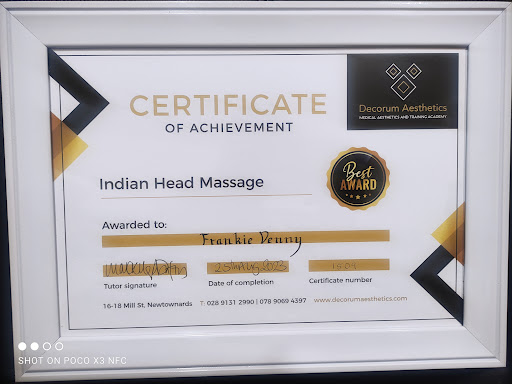 Decorum Aesthetics
MEDICAL AESTHETICS AND TRAINING ACADEMY
CERTIFICATE
OF ACHIEVEMENT
Indian Head Massage
Best
AWARD
Awarded to:
Frankie Denny
2023
Tutor signature
Date of completion
Certificate number
16-18 Mill St, Newtownards T: 028 9131 2990 | 078 9069 4397 www.decorumaesthetics.com
SHOT ON POCO X3 NFC